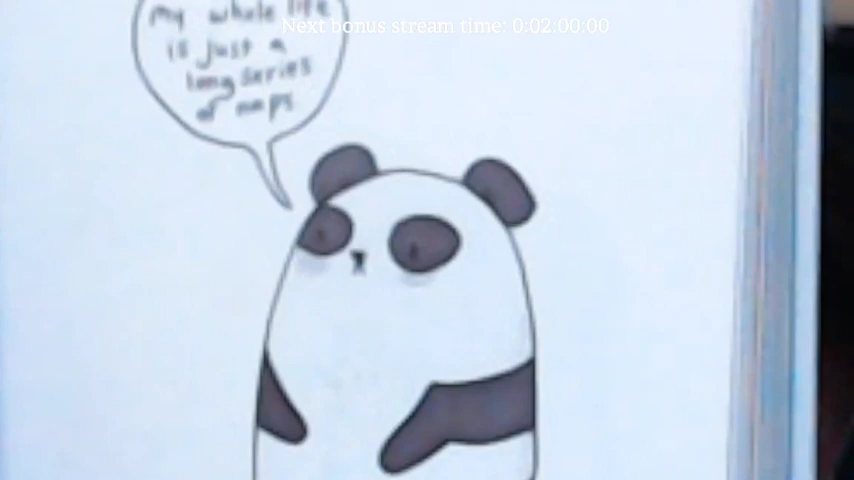 Next bonus stream time: 0:02:00:00
my whole life
is just a
long series
of naps